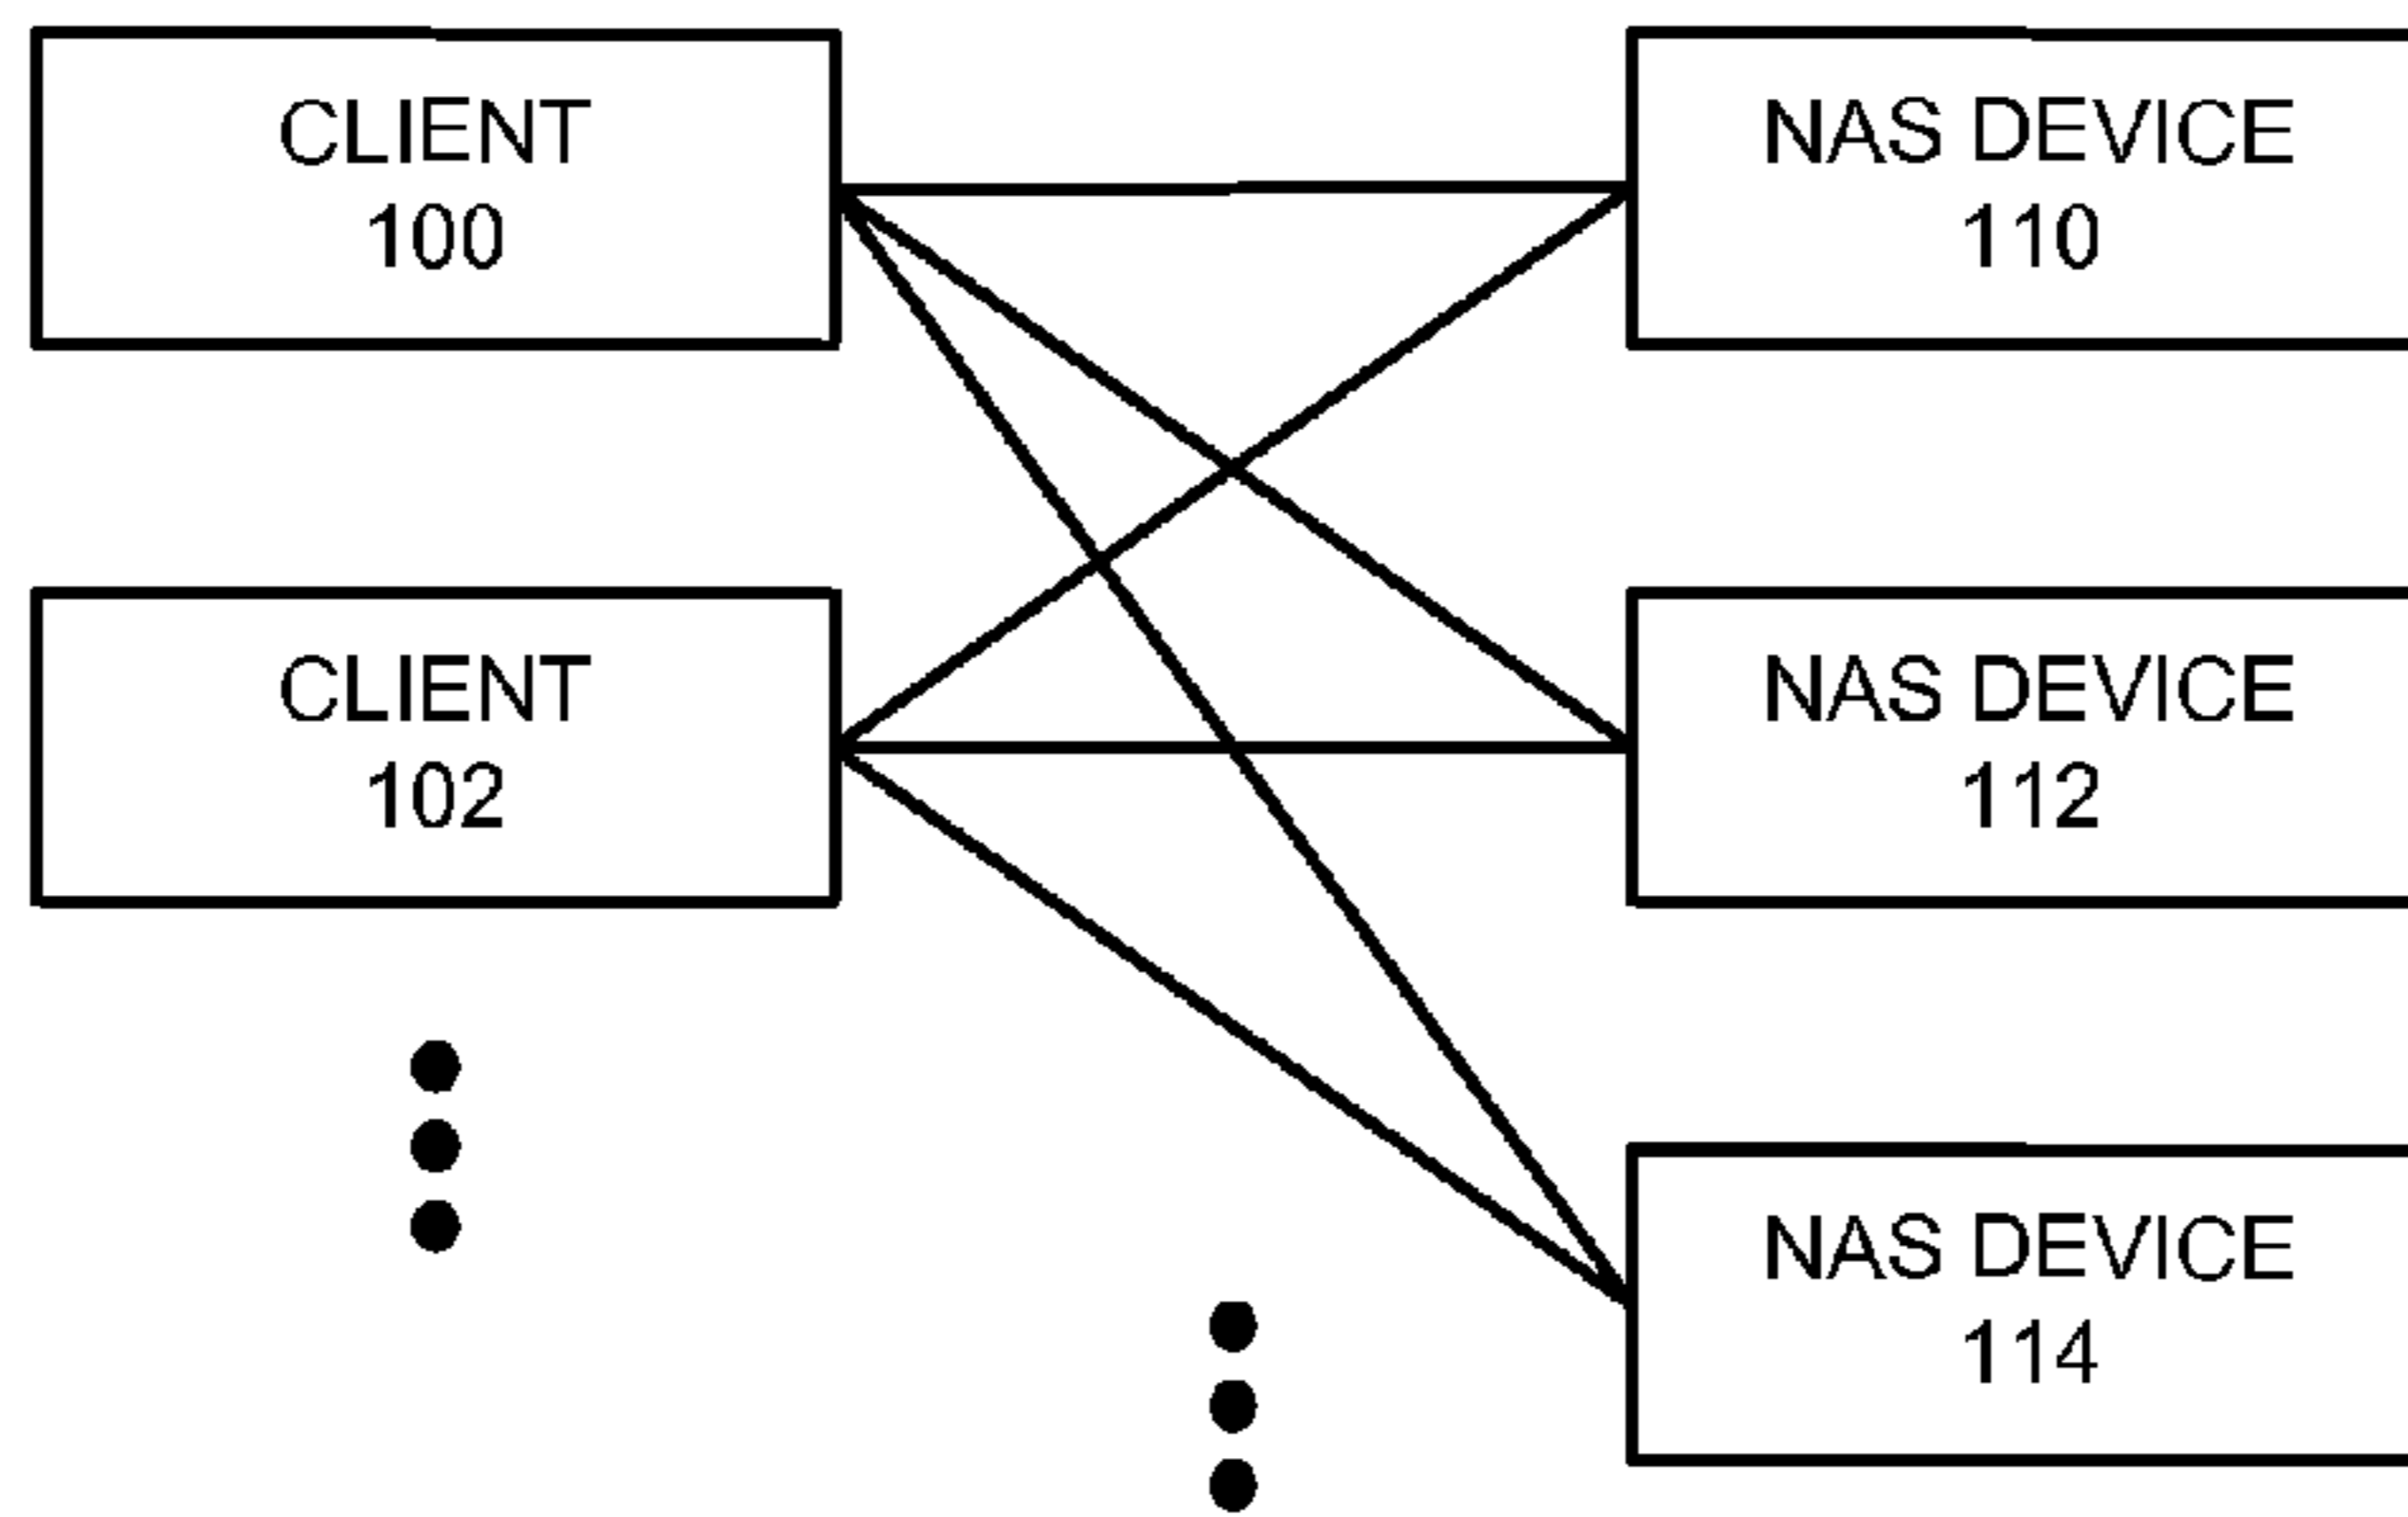 CLIENT
100
NAS DEVICE
110
CLIENT
102
NAS DEVICE
112
NAS DEVICE
114